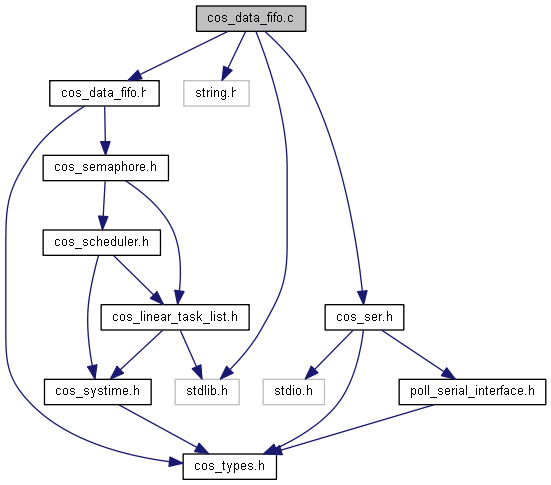 cos_data_fifo.c
cos_data_fifo.h
string.h
cos_semaphore.h
cos_scheduler.h
cos_linear_task_list.h
cos_ser.h
cos_systime.h
stdlib.h
stdio.h
poll_serial_interface.h
cos_types.h